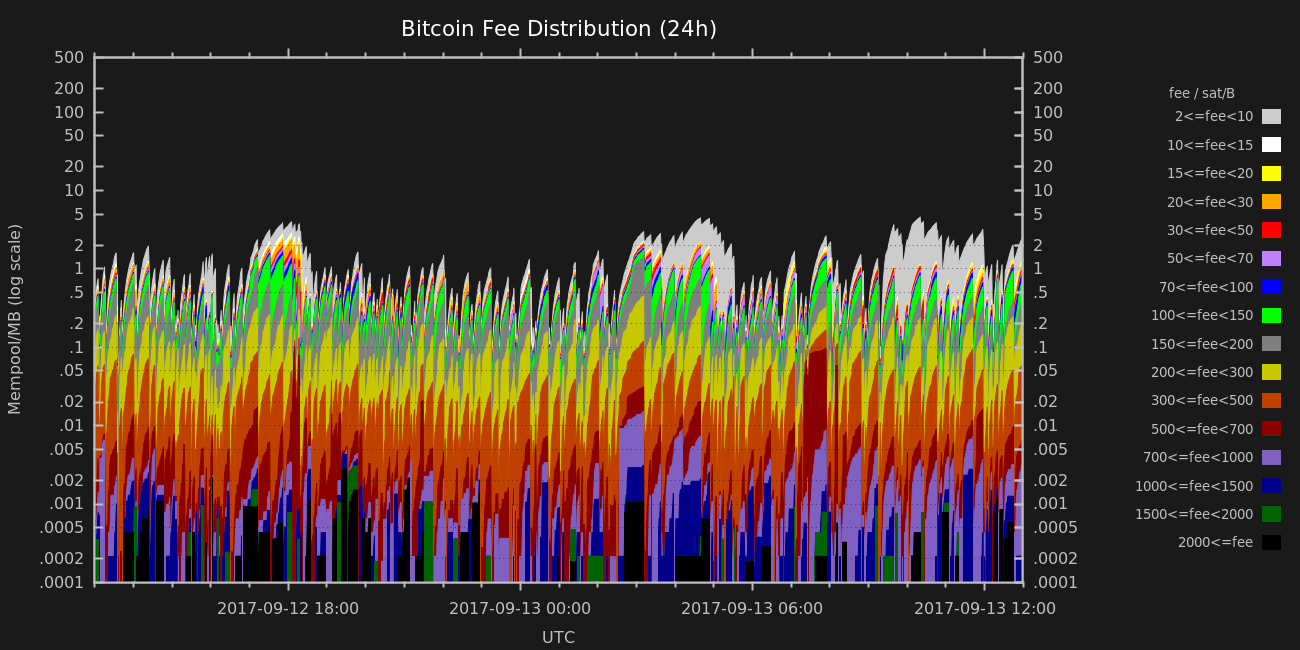 Bitcoin Fee Distribution (24h)
500 500
200 200
100 100
50 50
20 20
10 10
5 5
2 2
1 1
.5 .5
.2 .2
.1 .1
.05 .05
.02 .02
.01 .01
.005 .005
.002 .002
.001 .001
.0005 .0005
.0002 .0002
.0001 .0001
Mempool/MB (log scale)
2017-09-12 18:00 2017-09-13 00:00 2017-09-13 06:00 2017-09-13 12:00
UTC
fee / sat/B
2<=fee<10
10<=fee<15
15<=fee<20
20<=fee<30
30<=fee<50
50<=fee<70
70<=fee<100
100<=fee<150
150<=fee<200
200<=fee<300
300<=fee<500
500<=fee<700
700<=fee<1000
1000<=fee<1500
1500<=fee<2000
2000<=fee